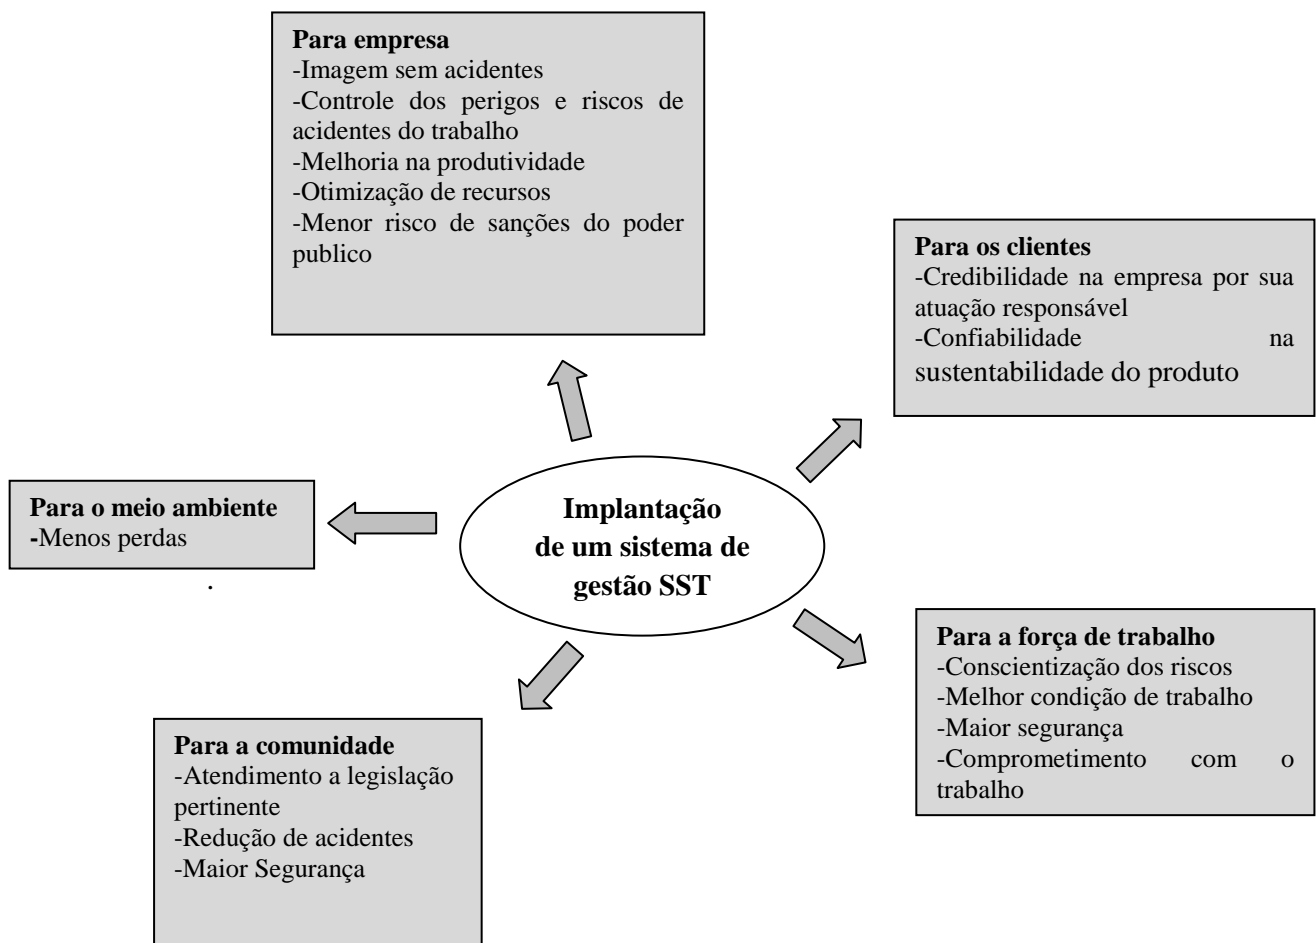 Para empresa
-Imagem sem acidentes
-Controle dos perigos e riscos de
acidentes do trabalho
-Melhoria na produtividade
-Otimização de recursos
-Menor risco de sanções do poder
publico
Para os clientes
-Credibilidade na empresa por sua
atuação responsável
-Confiabilidade na
sustentabilidade do produto
Para o meio ambiente
-Menos perdas
.
Implantação
de um sistema de
gestão SST
Para a força de trabalho
-Conscientização dos riscos
-Melhor condição de trabalho
-Maior segurança
-Comprometimento com o
trabalho
Para a comunidade
-Atendimento a legislação
pertinente
-Redução de acidentes
-Maior Segurança